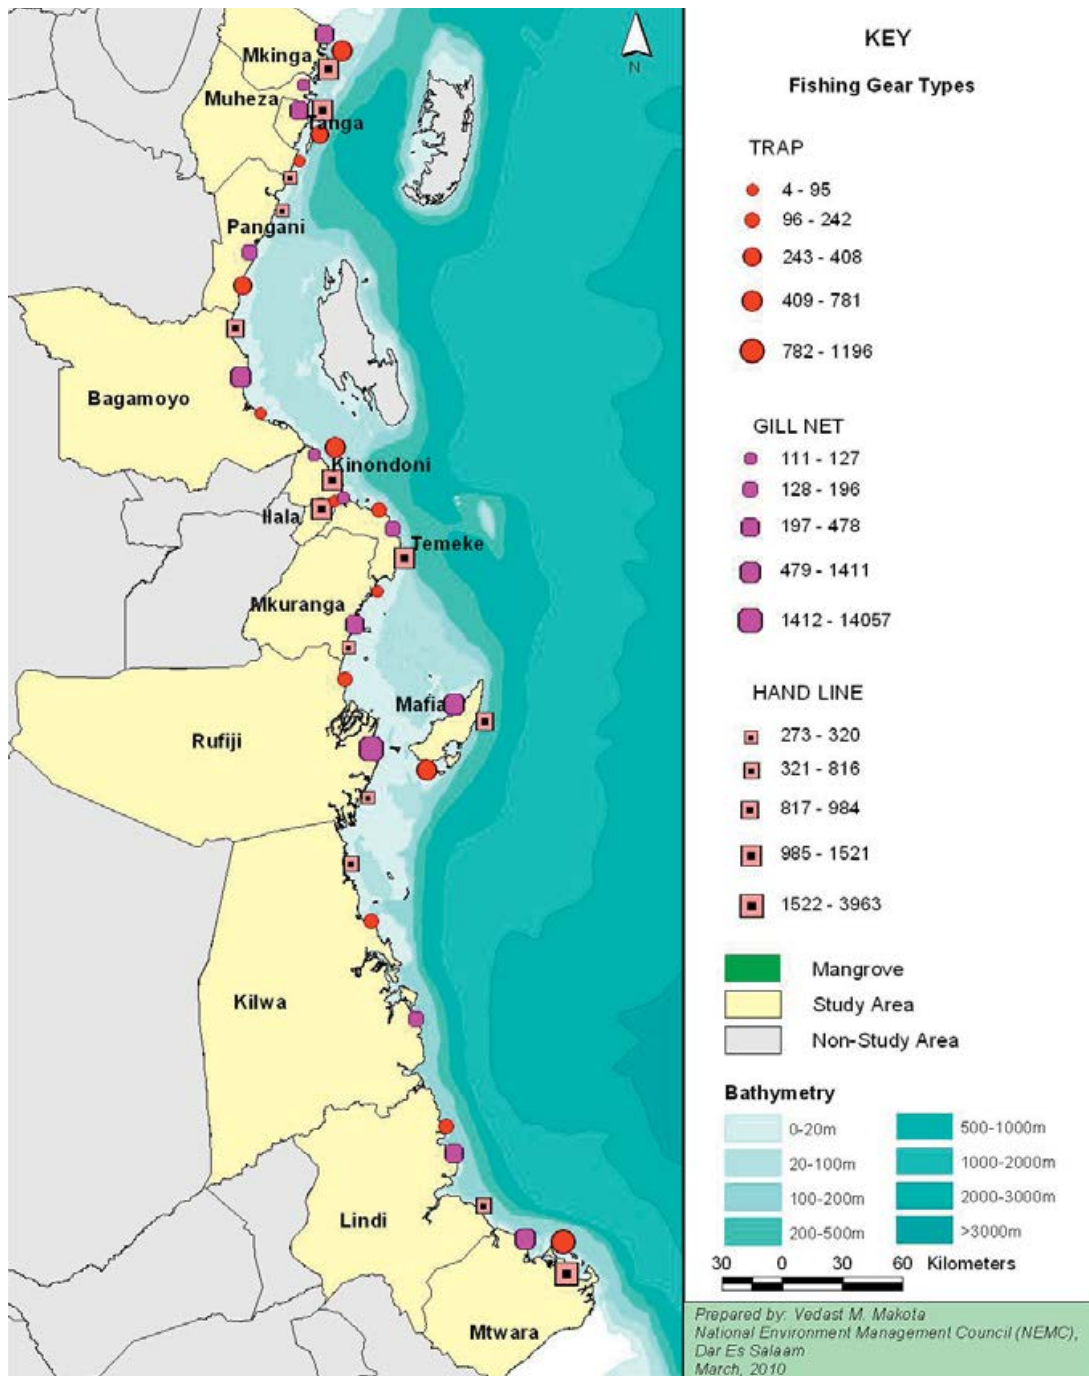 Mkinga
Muheza
Tanga
Pangani
Bagamoyo
Kinondoni
Ilala
Temeke
Mkuranga
Mafia
Rufiji
Kilwa
Lindi
Mtwara
N
KEY
Fishing Gear Types
TRAP
4 - 95
96 - 242
243 - 408
409 - 781
782 - 1196
GILL NET
111 - 127
128 - 196
197 - 478
479 - 1411
1412 - 14057
HAND LINE
273 - 320
321 - 816
817 - 984
985 - 1521
1522 - 3963
Mangrove
Study Area
Non-Study Area
Bathymetry
0-20m
20-100m
100-200m
200-500m
500-1000m
1000-2000m
2000-3000m
>3000m
30 0 30 60 Kilometers
Prepared by: Vedast M. Makota
National Environment Management Council (NEMC),
Dar Es Salaam
March, 2010